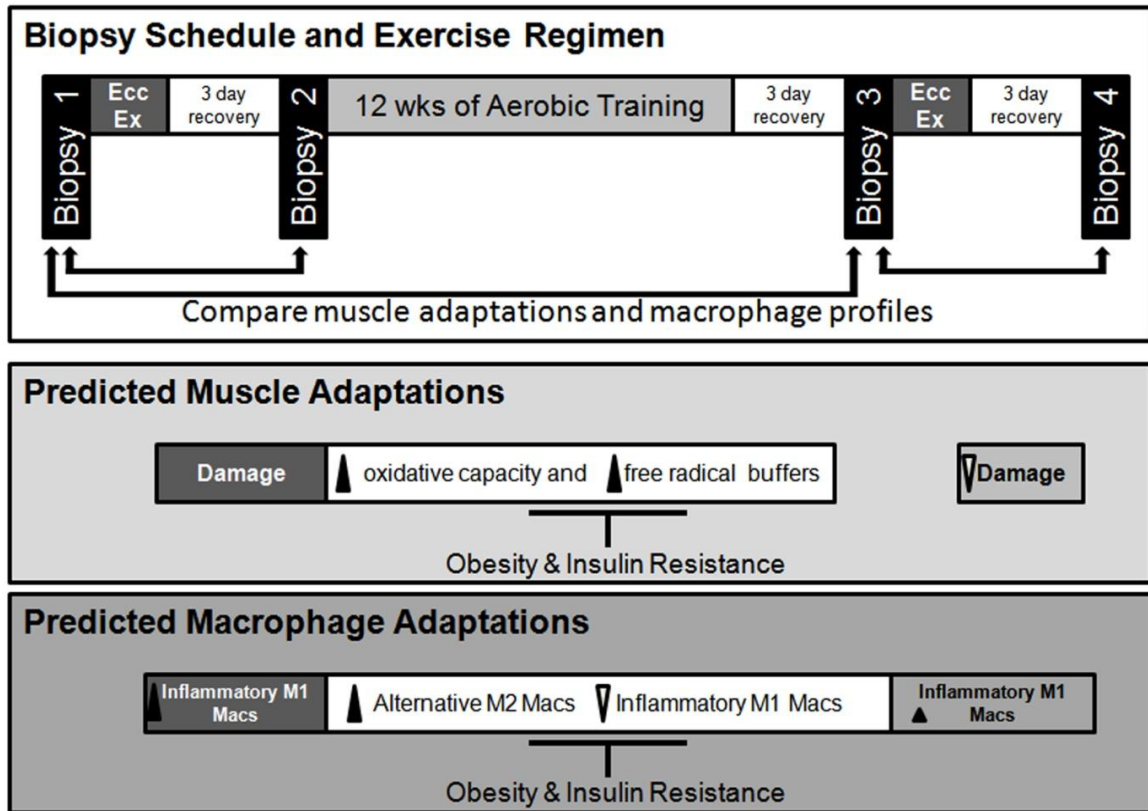 Biopsy Schedule and Exercise Regimen
Biopsy 1
Ecc
Ex
3 day
recovery
Biopsy 2
12 wks of Aerobic Training
3 day
recovery
Biopsy 3
Ecc
Ex
3 day
recovery
Biopsy 4
Compare muscle adaptations and macrophage profiles
Predicted Muscle Adaptations
Damage
oxidative capacity and free radical buffers
Damage
Obesity & Insulin Resistance
Predicted Macrophage Adaptations
Inflammatory M1
Macs
Alternative M2 Macs Inflammatory M1 Macs
Inflammatory M1
Macs
Obesity & Insulin Resistance